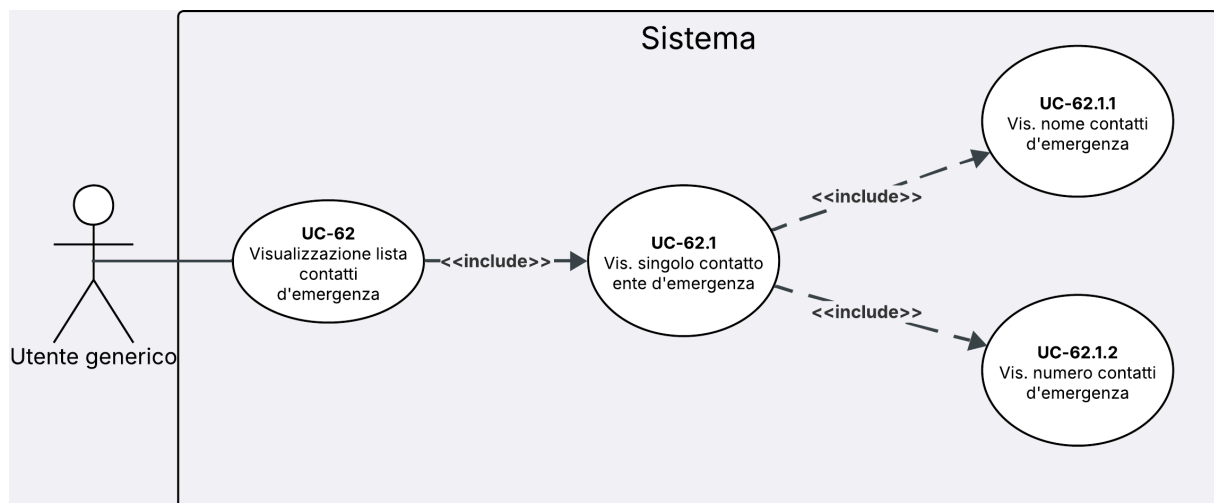 Sistema
UC-62.1.1
Vis. nome contatti
d'emergenza
<<include>>
UC-62
Visualizzazione lista
contatti
d'emergenza
<<include>>
UC-62.1
Vis. singolo contatto
ente d'emergenza
<<include>>
Utente generico
UC-62.1.2
Vis. numero contatti
d'emergenza